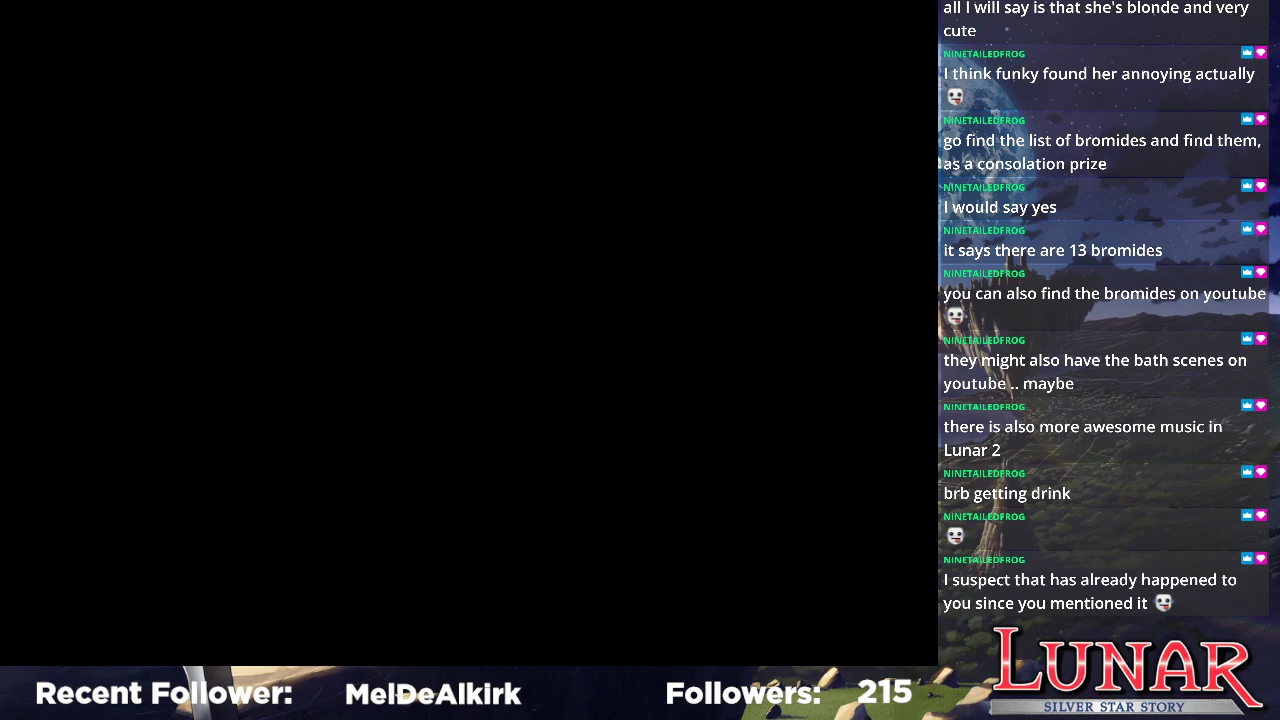 all I will say is that she's blonde and very
cute
NINETAILEDFROG
I think funky found her annoying actually
NINETAILEDFROG
go find the list of bromides and find them,
as a consolation prize
NINETAILEDFROG
I would say yes
NINETAILEDFROG
it says there are 13 bromides
NINETAILEDFROG
you can also find the bromides on youtube
NINETAILEDFROG
they might also have the bath scenes on
youtube .. maybe
NINETAILEDFROG
there is also more awesome music in
Lunar 2
NINETAILEDFROG
brb getting drink
NINETAILEDFROG
NINETAILEDFROG
I suspect that has already happened to
you since you mentioned it
LUNAR
SILVER STAR STORY
Recent Follower: MelDeAlkirk Followers: 215